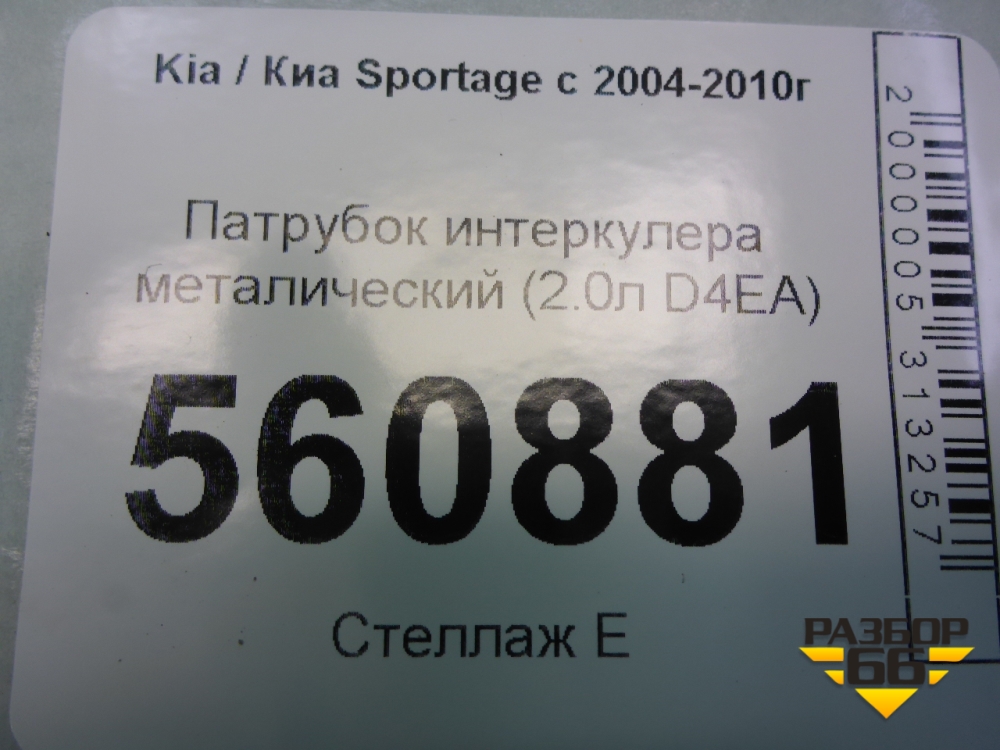 Kia / Киа Sportage с 2004-2010г
Патрубок интеркулера
металический (2.0л D4EA)
560881
Стеллаж Е
2000005313257
РАЗБОР
66